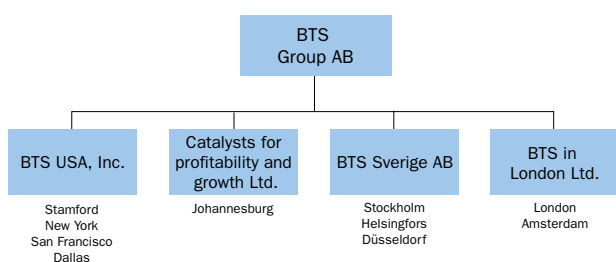 BTS
Group AB
BTS USA, Inc.
Catalysts for
profitability and
growth Ltd.
BTS Sverige AB
BTS in
London Ltd.
Stamford
New York
San Francisco
Dallas
Johannesburg
Stockholm
Helsingfors
Düsseldorf
London
Amsterdam